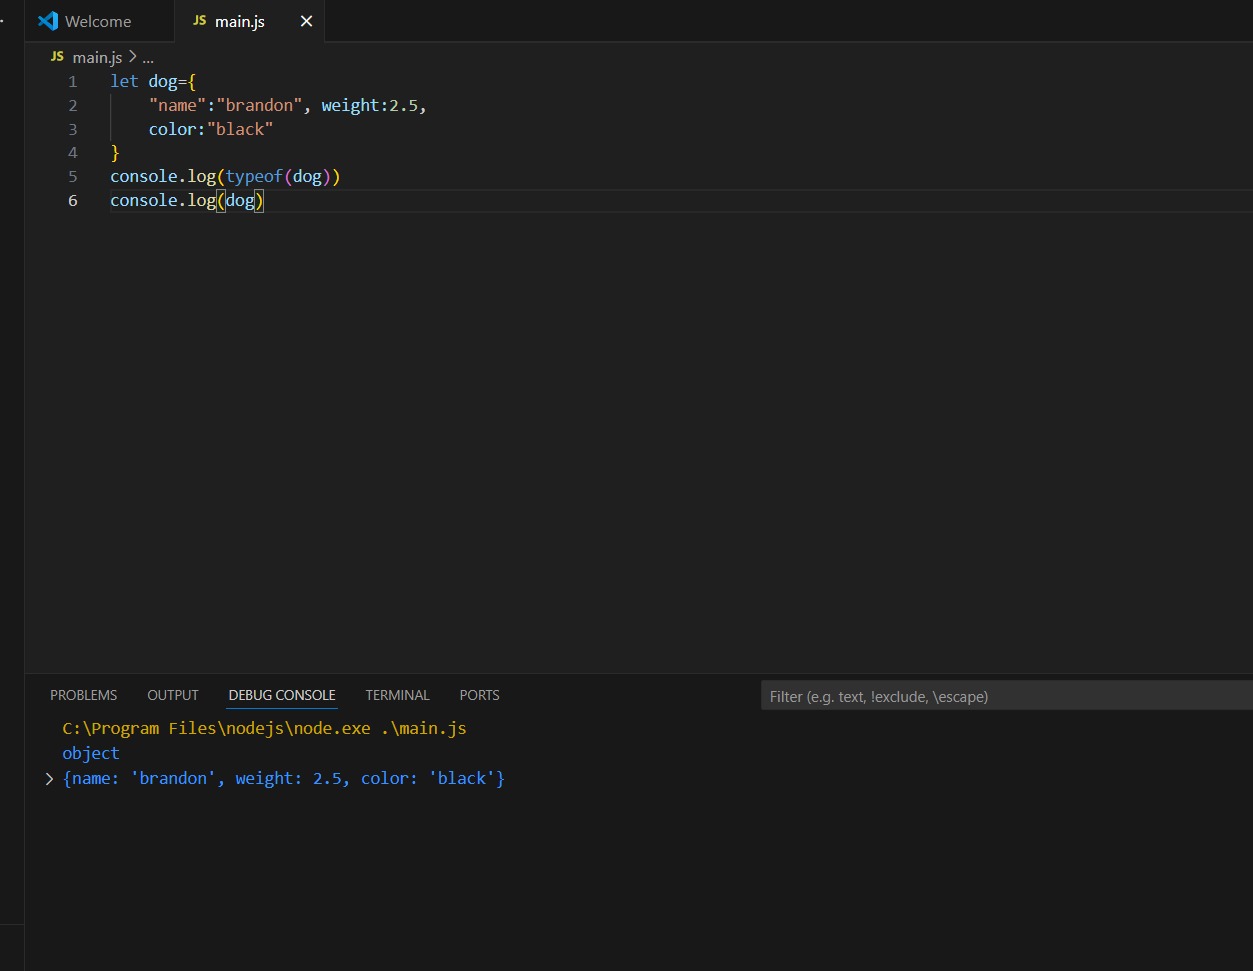 Welcome
JS main.js ×
JS main.js > ...
1 let dog={
2 "name":"brandon", weight:2.5,
3 color:"black"
4 }
5 console.log(typeof(dog))
6 console.log(dog)
PROBLEMS OUTPUT DEBUG CONSOLE TERMINAL PORTS Filter (e.g. text, !exclude, \escape)
C:\Program Files\nodejs\node.exe .\main.js
object
> {name: 'brandon', weight: 2.5, color: 'black'}